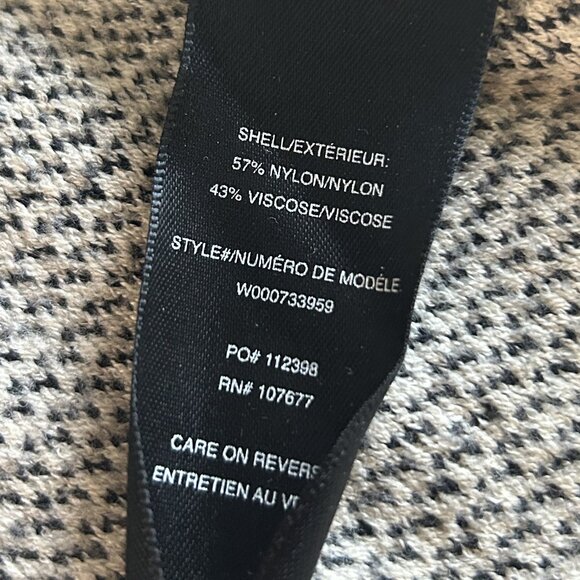 SHELL/EXTÉRIEUR:
57% NYLON/NYLON
43% VISCOSE/VISCOSE
STYLE#/NUMÉRO DE MODÈLE
W000733959
PO# 112398
RN# 107677
CARE ON REVERS
ENTRETIEN AU